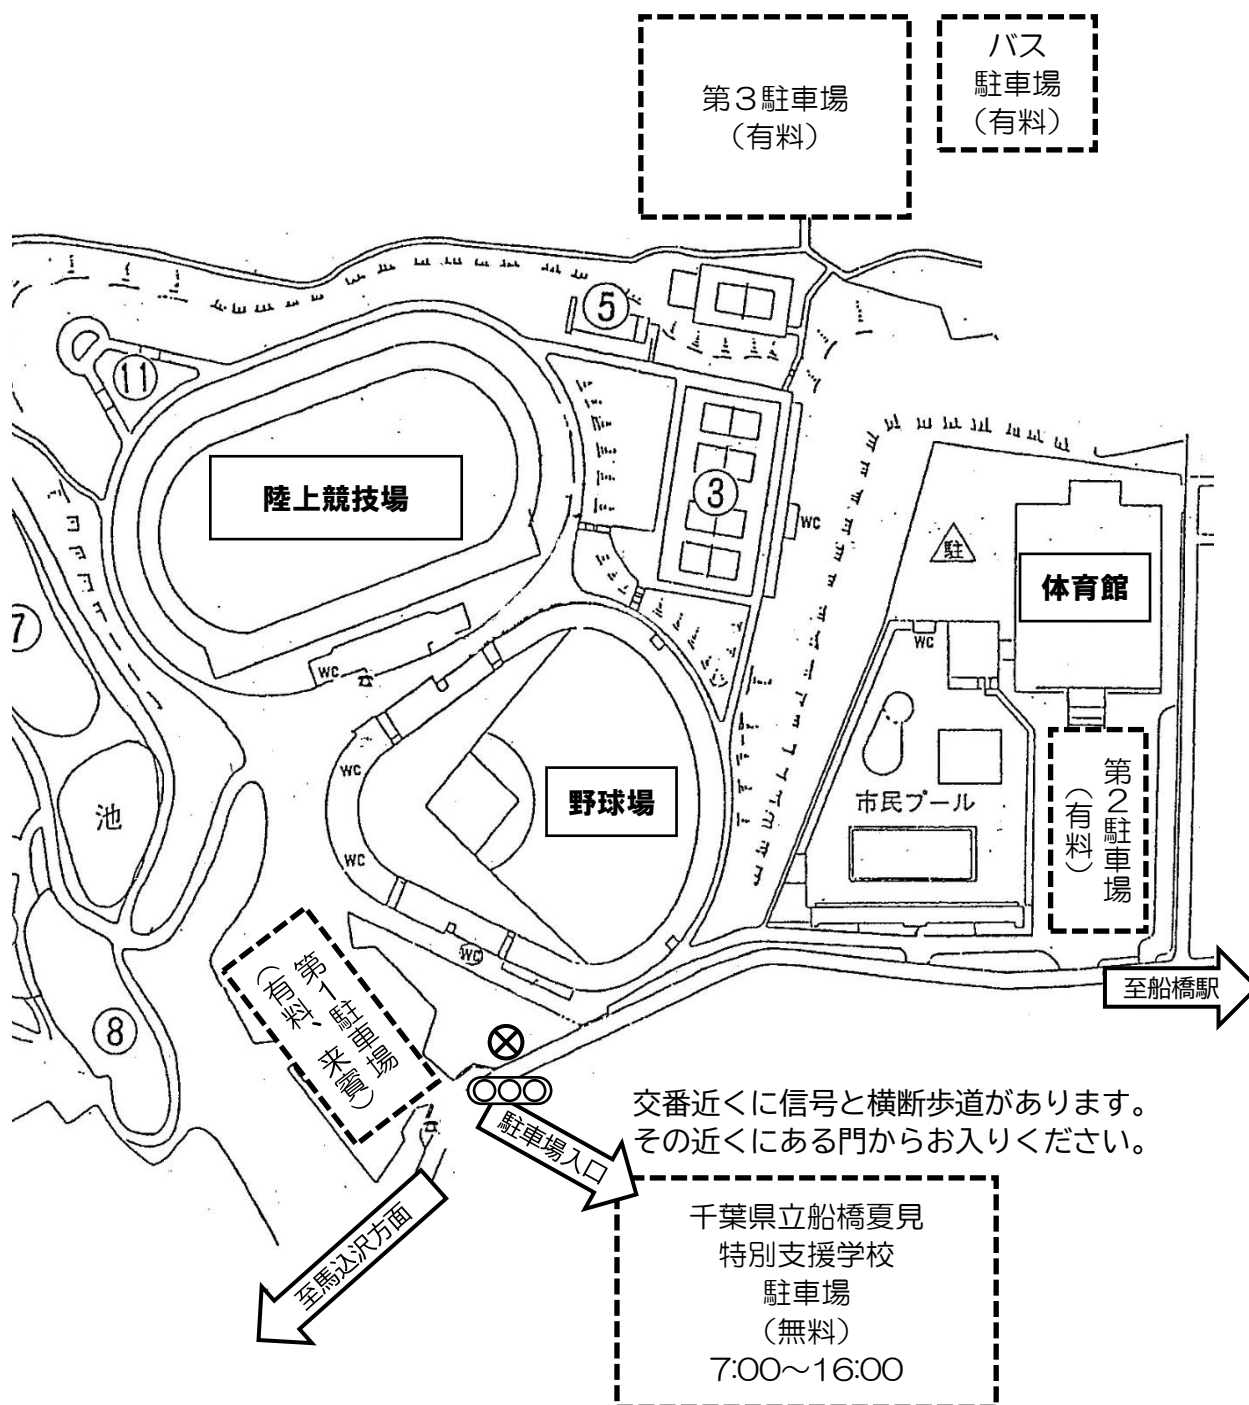 第3駐車場
（有料）
バス
駐車場
（有料）
⑤
⑪
③
陸上競技場
WC
駐
体育館
WC
7
WC
WC
野球場
市民プール
第2駐車場
（有料）
池
WC
WC
第1駐車場
（有料、来賓）
⑧
至船橋駅
駐車場入口
交番近くに信号と横断歩道があります。
その近くにある門からお入りください。
至馬込沢方面
千葉県立船橋夏見
特別支援学校
駐車場
（無料）
7:00～16:00